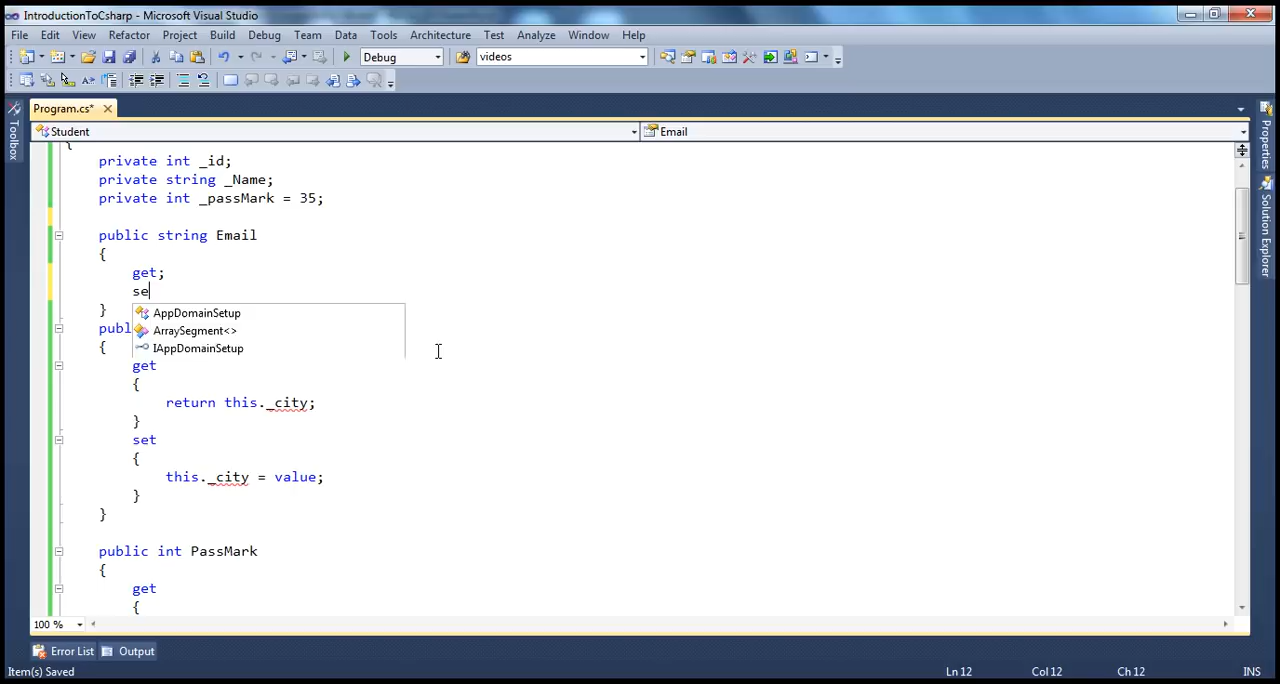 IntroductionToCsharp - Microsoft Visual Studio
File Edit View Refactor Project Build Debug Team Data Tools Architecture Test Analyze Window Help
Debug videos
Program.cs*
Student Email
Toolbox
Properties
Solution Explorer
{
private int _id;
private string _Name;
private int _passMark = 35;
public string Email
{
get;
se
}
AppDomainSetup
ArraySegment<>
IAppDomainSetup
publ
{
get
{
return this._city;
}
set
{
this._city = value;
}
}
public int PassMark
{
get
{
100 %
Error List Output
Item(s) Saved Ln 12 Col 12 Ch 12 INS